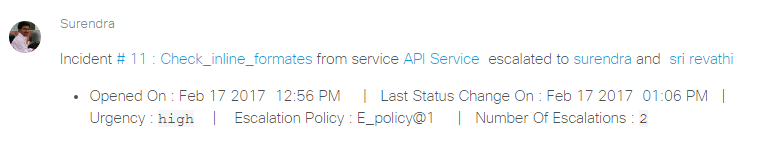 Surendra
Incident # 11 : Check_inline_formates from service API Service escalated to surendra and sri revathi
• Opened On : Feb 17 2017 12:56 PM | Last Status Change On : Feb 17 2017 01:06 PM |
Urgency : high | Escalation Policy : E_policy@1 | Number Of Escalations : 2